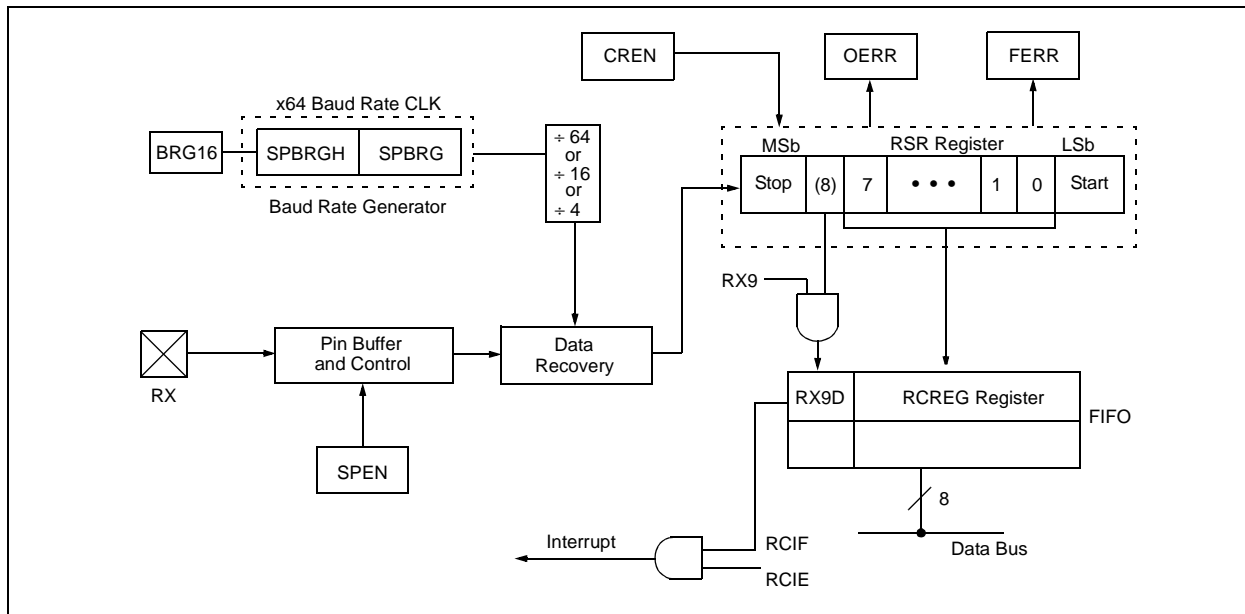 CREN
OERR
FERR
x64 Baud Rate CLK
BRG16
SPBRGH
SPBRG
Baud Rate Generator
÷ 64
or
÷ 16
or
÷ 4
MSb
RSR Register
LSb
Stop
(8)
7
• • •
1
0
Start
RX9
RX
Pin Buffer
and Control
Data
Recovery
SPEN
RX9D
RCREG Register
FIFO
8
Data Bus
Interrupt
RCIF
RCIE